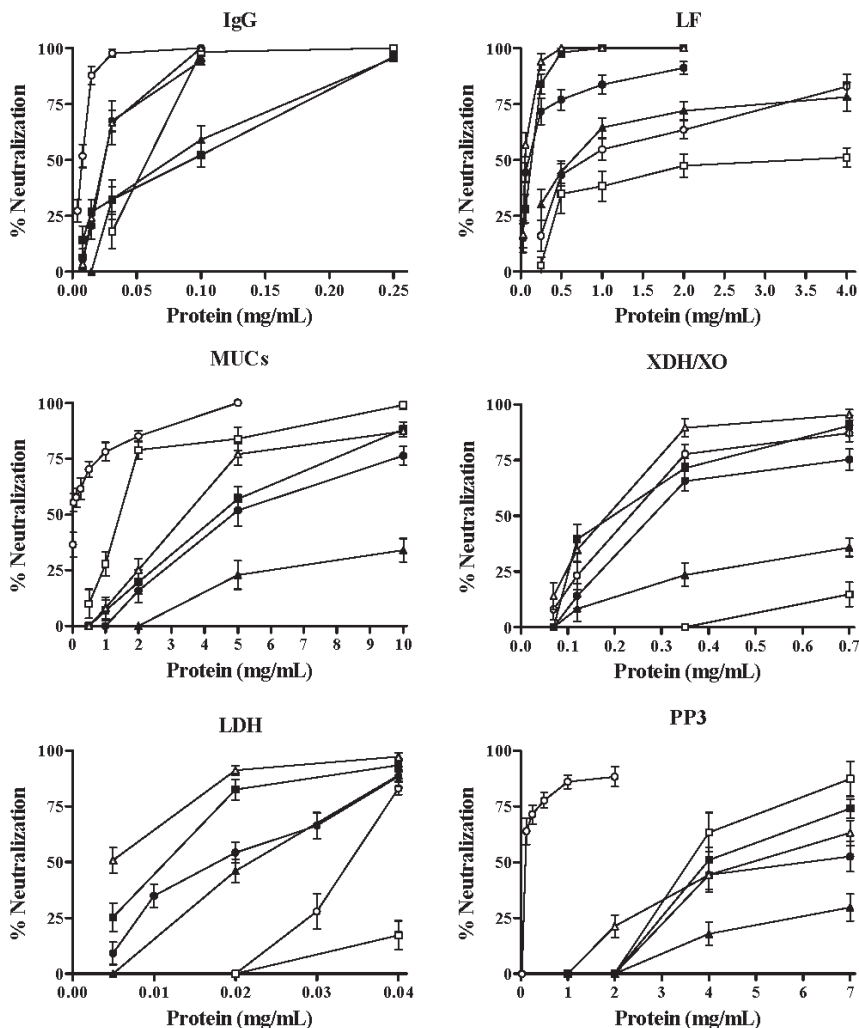 IgG
% Neutralization
100
75
50
25
0
0.00 0.05 0.10 0.15 0.20 0.25
Protein (mg/mL)
LF
% Neutralization
100
75
50
25
0
0.0 0.5 1.0 1.5 2.0 2.5 3.0 3.5 4.0
Protein (mg/mL)
MUCs
% Neutralization
100
75
50
25
0
0 1 2 3 4 5 6 7 8 9 10
Protein (mg/mL)
XDH/XO
% Neutralization
100
75
50
25
0
0.0 0.1 0.2 0.3 0.4 0.5 0.6 0.7
Protein (mg/mL)
LDH
% Neutralization
100
75
50
25
0
0.00 0.01 0.02 0.03 0.04
Protein (mg/mL)
PP3
% Neutralization
100
75
50
25
0
0 1 2 3 4 5 6 7
Protein (mg/mL)